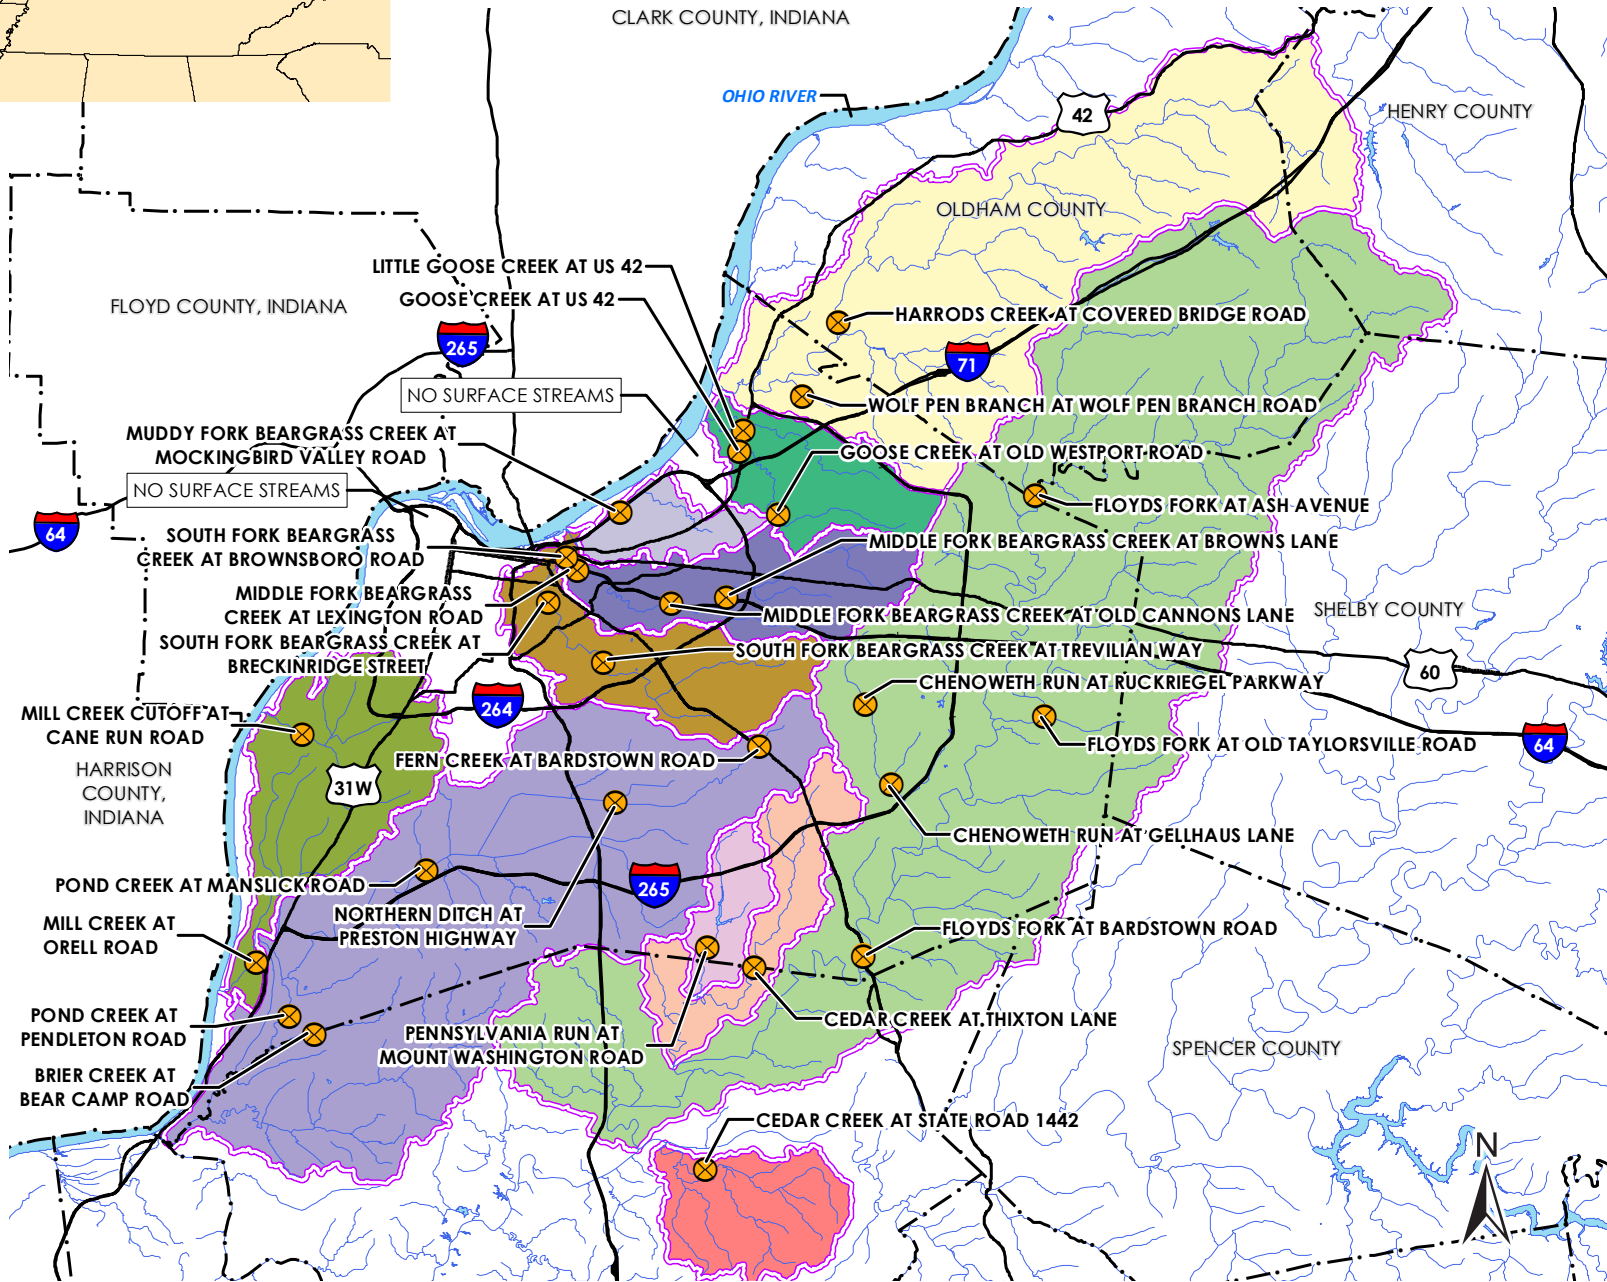 CLARK COUNTY, INDIANA
OHIO RIVER
42
HENRY COUNTY
OLDHAM COUNTY
LITTLE GOOSE CREEK AT US 42
GOOSE CREEK AT US 42
FLOYD COUNTY, INDIANA
HARRODS CREEK AT COVERED BRIDGE ROAD
265
71
NO SURFACE STREAMS
WOLF PEN BRANCH AT WOLF PEN BRANCH ROAD
MUDDY FORK BEARGRASS CREEK AT
MOCKINGBIRD VALLEY ROAD
GOOSE CREEK AT OLD WESTPORT ROAD
NO SURFACE STREAMS
FLOYDS FORK AT ASH AVENUE
64
SOUTH FORK BEARGRASS
CREEK AT BROWNSBORO ROAD
MIDDLE FORK BEARGRASS CREEK AT BROWNS LANE
MIDDLE FORK BEARGRASS
CREEK AT LEXINGTON ROAD
MIDDLE FORK BEARGRASS CREEK AT OLD CANNONS LANE
SHELBY COUNTY
SOUTH FORK BEARGRASS CREEK AT
BRECKINRIDGE STREET
SOUTH FORK BEARGRASS CREEK AT TREVILIAN WAY
60
CHENOWETH RUN AT RUCKRIEGEL PARKWAY
264
MILL CREEK CUTOFF AT
CANE RUN ROAD
FLOYDS FORK AT OLD TAYLORSVILLE ROAD
64
FERN CREEK AT BARDSTOWN ROAD
HARRISON
COUNTY,
INDIANA
31W
CHENOWETH RUN AT GELLHAUS LANE
POND CREEK AT MANSLICK ROAD
265
NORTHERN DITCH AT
PRESTON HIGHWAY
MILL CREEK AT
ORELL ROAD
FLOYDS FORK AT BARDSTOWN ROAD
POND CREEK AT
PENDLETON ROAD
CEDAR CREEK AT THIXTON LANE
PENNSYLVANIA RUN AT
MOUNT WASHINGTON ROAD
SPENCER COUNTY
BRIER CREEK AT
BEAR CAMP ROAD
CEDAR CREEK AT STATE ROAD 1442
N